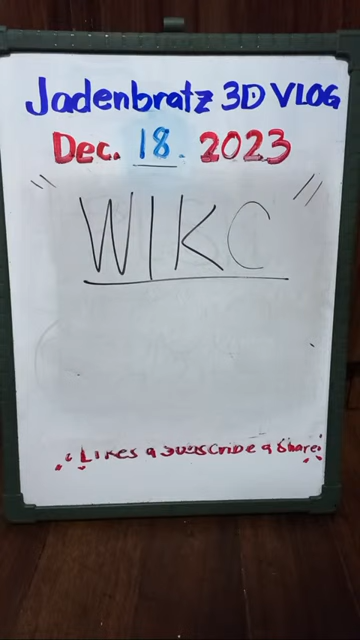 Jadenbratz 3D VLOG
Dec. 18. 2023
"WIKC"
Likes & Subscribe & Share